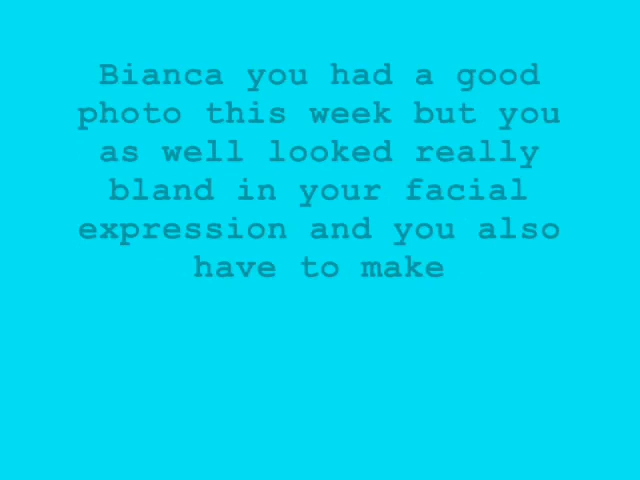 Bianca you had a good
photo this week but you
as well looked really
bland in your facial
expression and you also
have to make